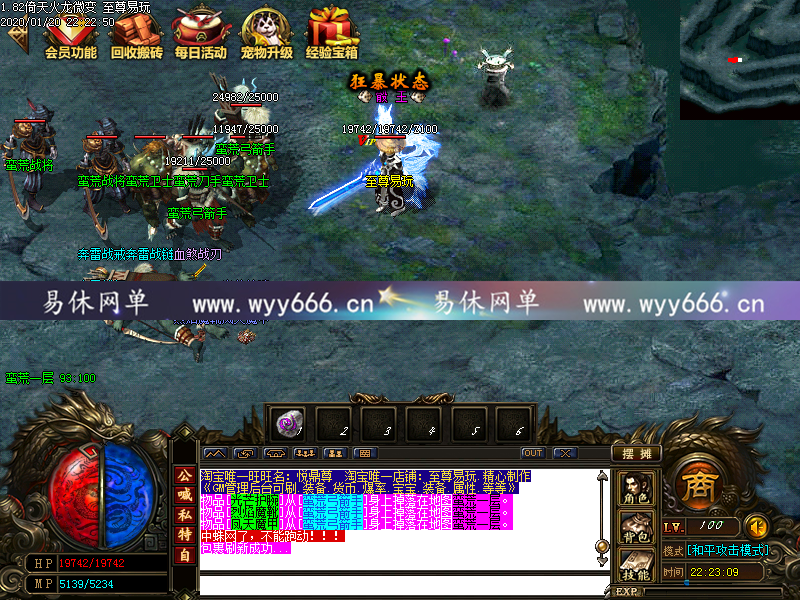 1.82倚天火龙微变 至尊易玩
2020/01/20 22:22:50
会员功能 回收搬砖 每日活动 宠物升级 经验宝箱
狂暴状态
24982/25000
11947/25000
19742/19742/Z100
蛮荒弓箭手
19211/25000
蛮荒战将
蛮荒战将蛮荒卫士蛮荒刀手蛮荒卫士
至尊易玩
蛮荒弓箭手
奔雷战戒奔雷战链血煞战刃
易休网单 www.wyy666.cn 易休网单 www.wyy666.cn
蛮荒一层 93:100
1 2 3 4 5 6
OUT
摆摊
公
喊
私
特
自
淘宝唯一旺旺名：悦鼎尊 淘宝唯一店铺：至尊易玩 精心制作
《GM管理后台可刷.装备.货币.爆率.宝宝.装备.属性.等等》
中蛛网了，不能跑动！！！
包裹刷新成功...
角色
背包
技能
商
LV. 100
模式 [和平攻击模式]
时间 22:23:09
HP 19742/19742
MP 5139/5234
EXP